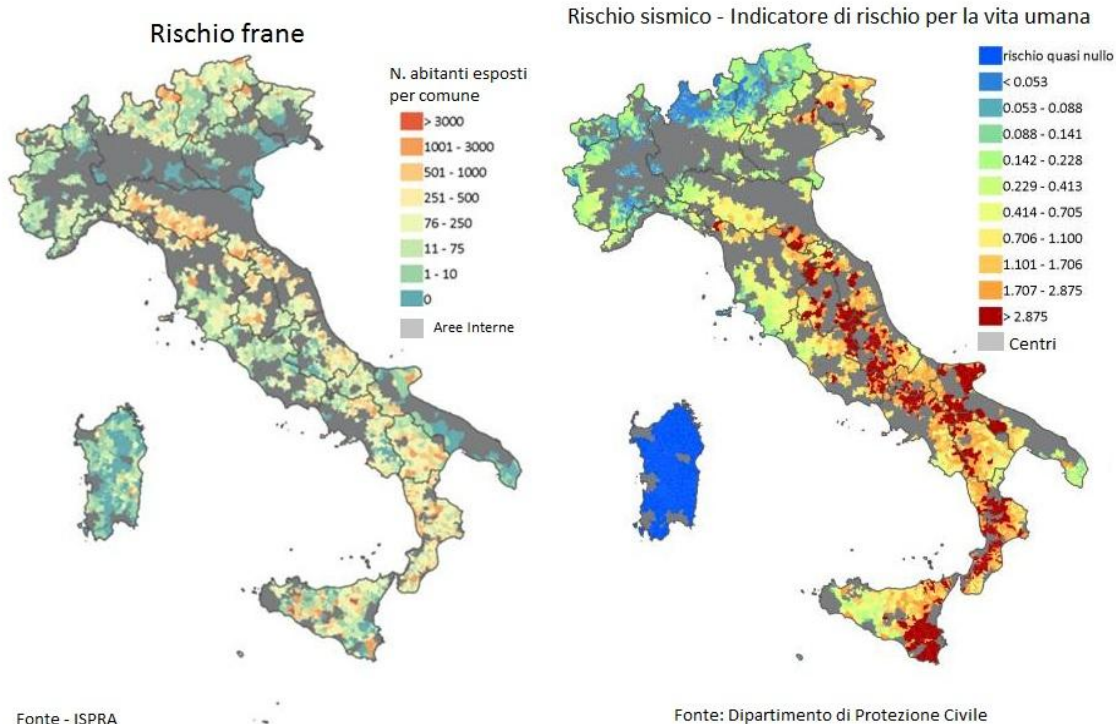 Rischio frane
N. abitanti esposti
per comune
> 3000
1001 - 3000
501 - 1000
251 - 500
76 - 250
11 - 75
1 - 10
0
Aree Interne
Fonte - ISPRA
Rischio sismico - Indicatore di rischio per la vita umana
rischio quasi nullo
< 0.053
0.053 - 0.088
0.088 - 0.141
0.142 - 0.228
0.229 - 0.413
0.414 - 0.705
0.706 - 1.100
1.101 - 1.706
1.707 - 2.875
> 2.875
Centri
Fonte: Dipartimento di Protezione Civile